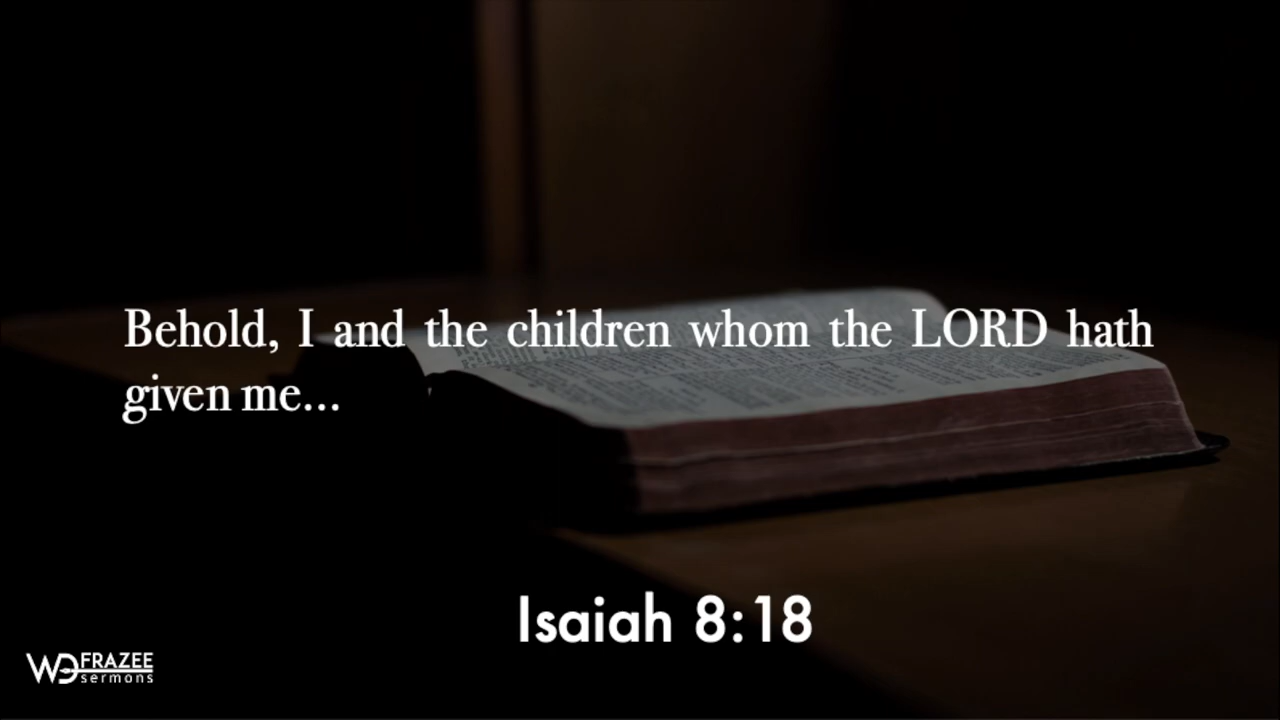 Behold, I and the children whom the LORD hath
given me...
Isaiah 8:18
WD FRAZEE
sermons